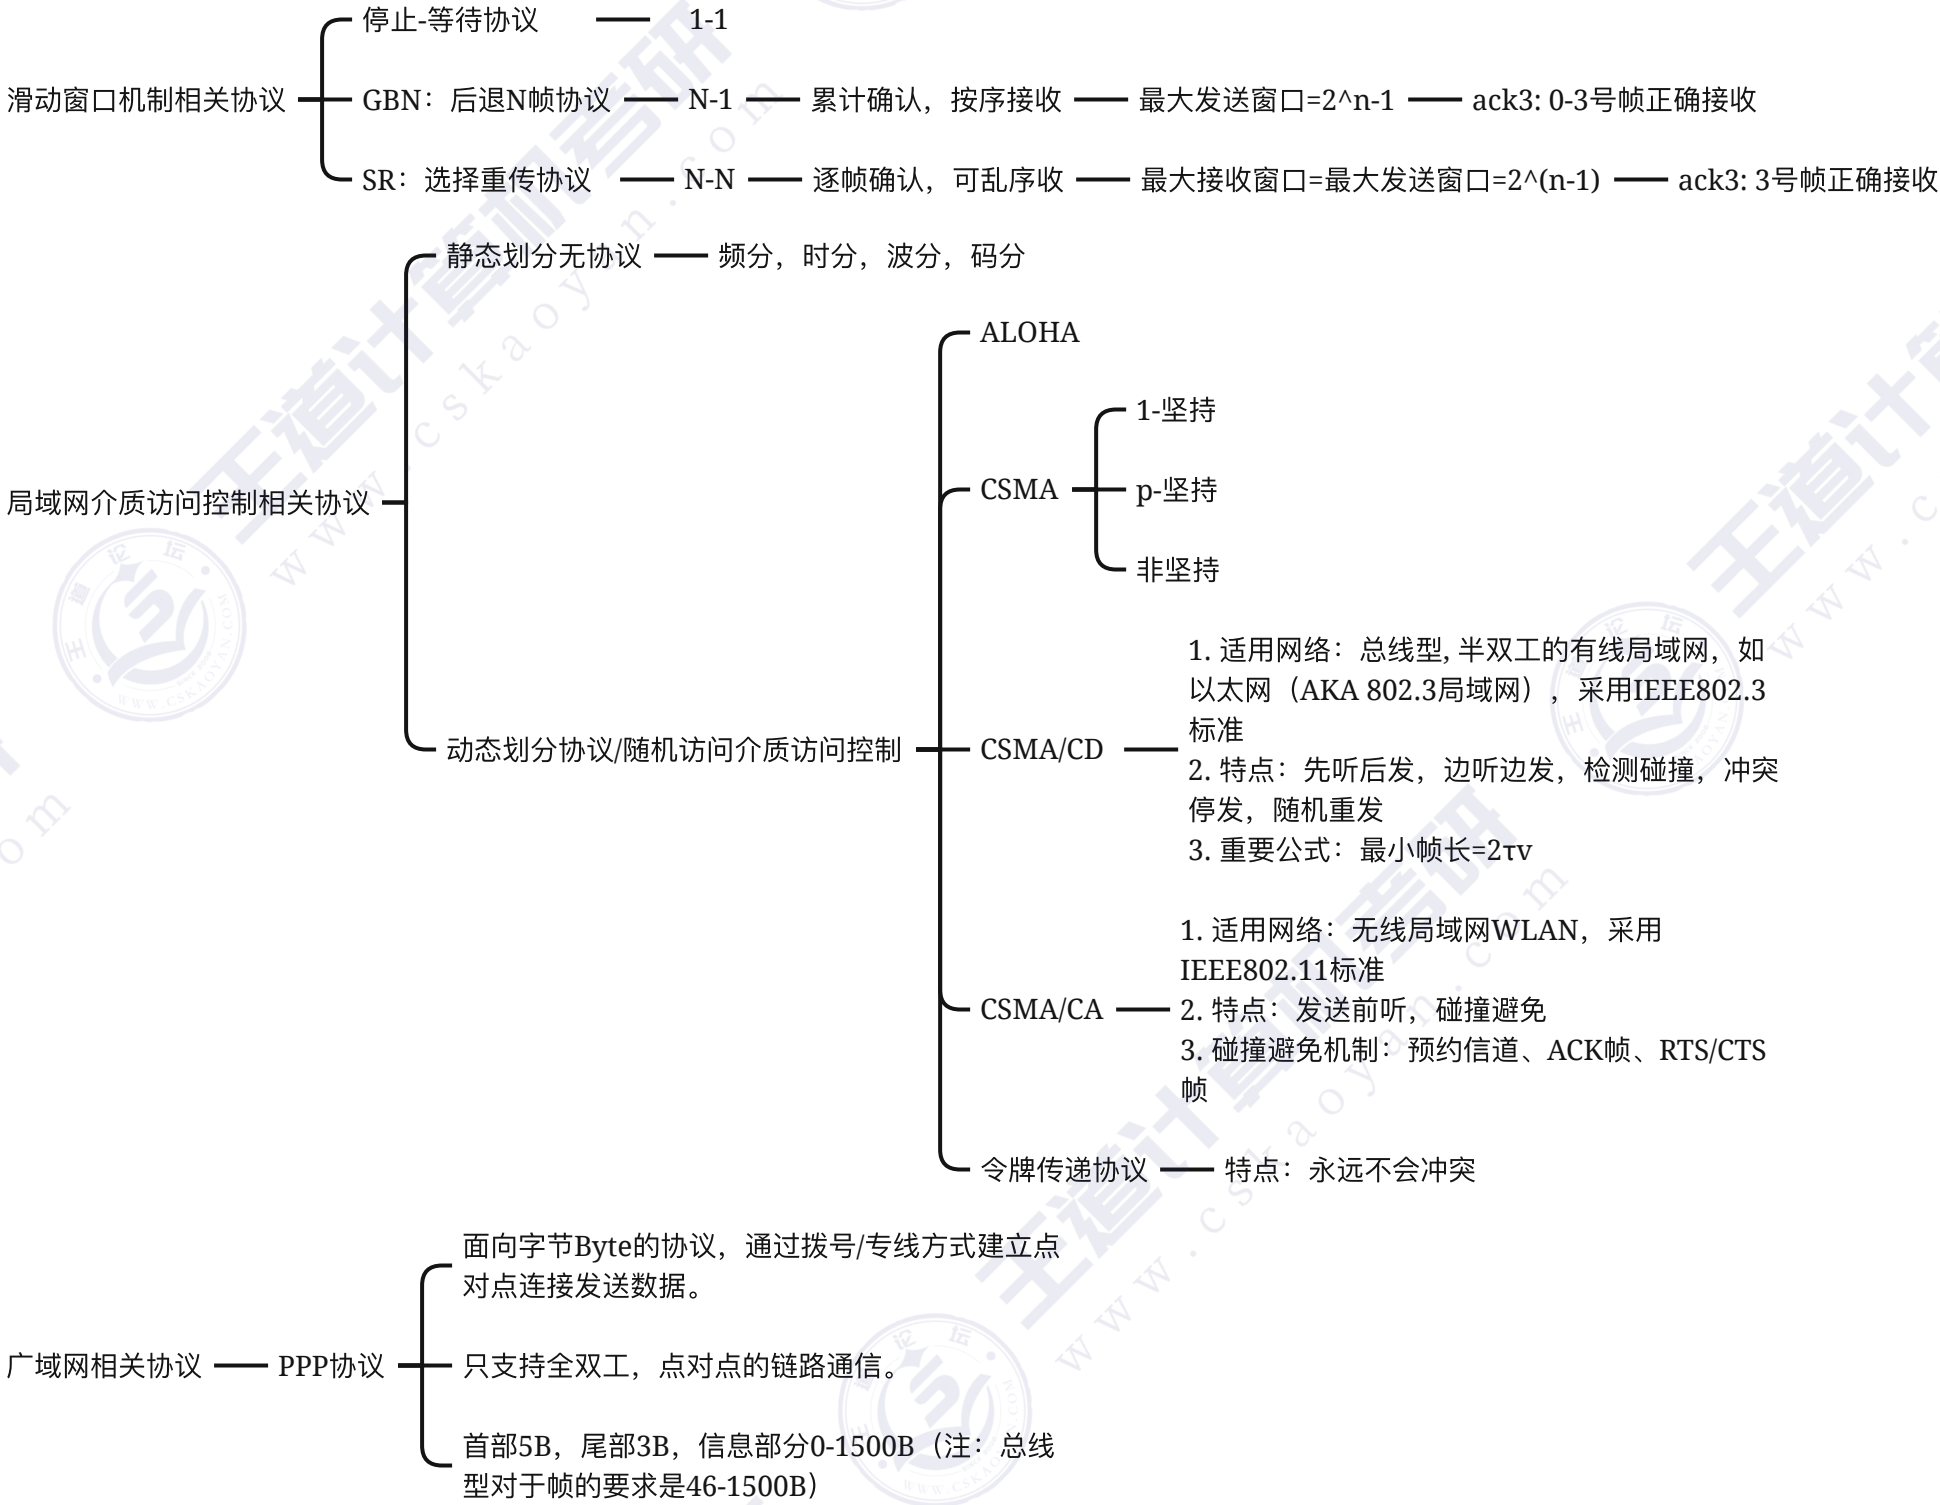 停止-等待协议 1-1
滑动窗口机制相关协议 GBN：后退N帧协议 N-1 累计确认，按序接收 最大发送窗口=2^n-1 ack3: 0-3号帧正确接收
SR：选择重传协议 N-N 逐帧确认，可乱序收 最大接收窗口=最大发送窗口=2^(n-1) ack3: 3号帧正确接收
静态划分无协议 频分，时分，波分，码分
ALOHA
1-坚持
局域网介质访问控制相关协议 CSMA p-坚持
非坚持
1. 适用网络：总线型, 半双工的有线局域网，如
以太网（AKA 802.3局域网），采用IEEE802.3
标准
动态划分协议/随机访问介质访问控制 CSMA/CD
2. 特点：先听后发，边听边发，检测碰撞，冲突
停发，随机重发
3. 重要公式：最小帧长=2τv
1. 适用网络：无线局域网WLAN，采用
IEEE802.11标准
CSMA/CA 2. 特点：发送前听，碰撞避免
3. 碰撞避免机制：预约信道、ACK帧、RTS/CTS
帧
令牌传递协议 特点：永远不会冲突
面向字节Byte的协议，通过拨号/专线方式建立点
对点连接发送数据。
广域网相关协议 PPP协议 只支持全双工，点对点的链路通信。
首部5B，尾部3B，信息部分0-1500B（注：总线
型对于帧的要求是46-1500B）
王道计算机考研
www.cskaoyan.com
王道论坛
WWW.CSKAOYAN.COM